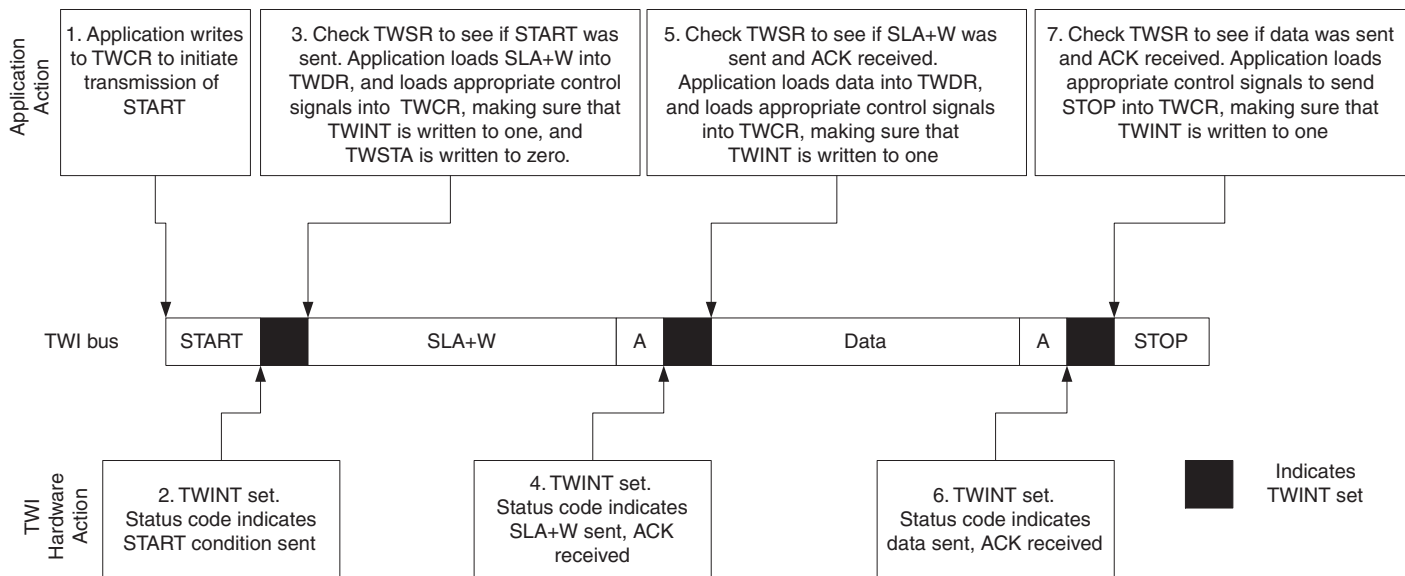 Application
Action
1. Application writes
to TWCR to initiate
transmission of
START
3. Check TWSR to see if START was
sent. Application loads SLA+W into
TWDR, and loads appropriate control
signals into TWCR, making sure that
TWINT is written to one, and
TWSTA is written to zero.
5. Check TWSR to see if SLA+W was
sent and ACK received.
Application loads data into TWDR,
and loads appropriate control signals
into TWCR, making sure that
TWINT is written to one
7. Check TWSR to see if data was sent
and ACK received. Application loads
appropriate control signals to send
STOP into TWCR, making sure that
TWINT is written to one
TWI bus
START
SLA+W
A
Data
A
STOP
TWI
Hardware
Action
2. TWINT set.
Status code indicates
START condition sent
4. TWINT set.
Status code indicates
SLA+W sent, ACK
received
6. TWINT set.
Status code indicates
data sent, ACK received
Indicates
TWINT set